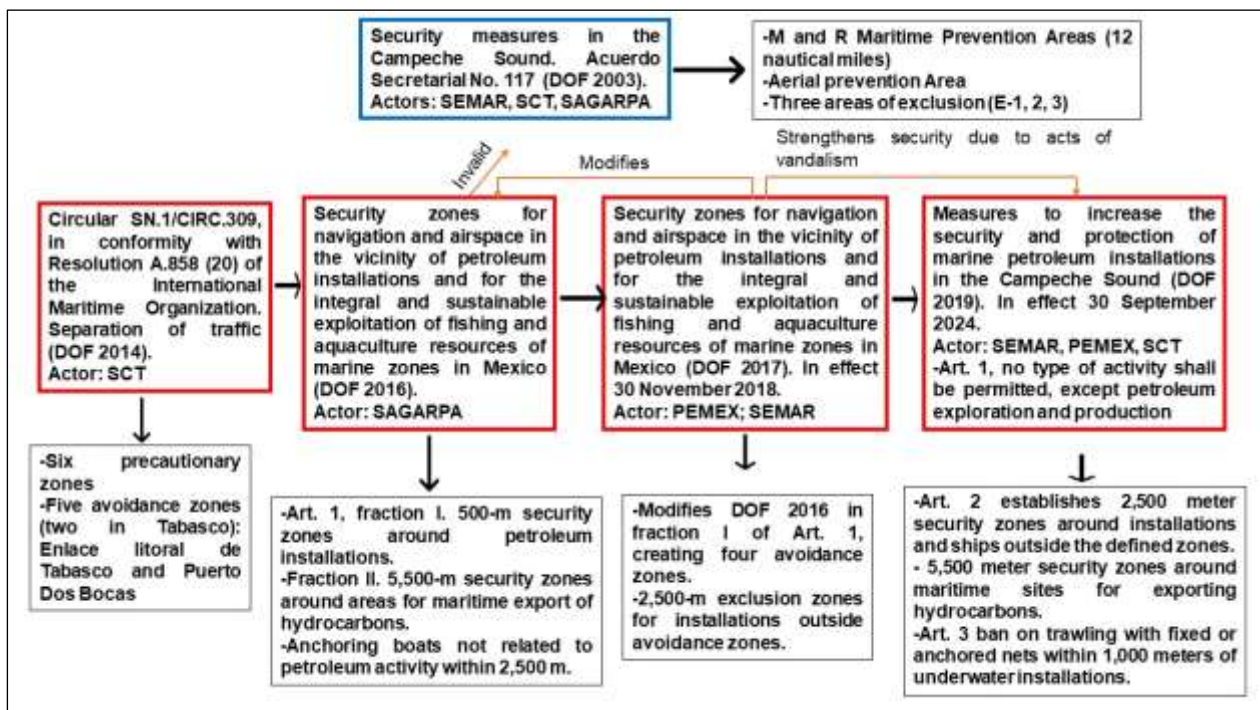 Security measures in the
Campeche Sound. Acuerdo
Secretarial No. 117 (DOF 2003).
Actors: SEMAR, SCT, SAGARPA
-M and R Maritime Prevention Areas (12
nautical miles)
-Aerial prevention Area
-Three areas of exclusion (E-1, 2, 3)
Invalid
Modifies
Strengthens security due to acts of
vandalism
Circular SN.1/CIRC.309,
in conformity with
Resolution A.858 (20) of
the International
Maritime Organization.
Separation of traffic
(DOF 2014).
Actor: SCT
Security zones for
navigation and airspace in
the vicinity of petroleum
installations and for the
integral and sustainable
exploitation of fishing and
aquaculture resources of
marine zones in Mexico
(DOF 2016).
Actor: SAGARPA
Security zones for navigation
and airspace in the vicinity of
petroleum installations and
for the integral and
sustainable exploitation of
fishing and aquaculture
resources of marine zones in
Mexico (DOF 2017). In effect
30 November 2018.
Actor: PEMEX; SEMAR
Measures to increase the
security and protection of
marine petroleum installations
in the Campeche Sound (DOF
2019). In effect 30 September
2024.
Actor: SEMAR, PEMEX, SCT
-Art. 1, no type of activity shall
be permitted, except petroleum
exploration and production
-Six precautionary
zones
-Five avoidance zones
(two in Tabasco):
Enlace litoral de
Tabasco and Puerto
Dos Bocas
-Art. 1, fraction I. 500-m security
zones around petroleum
installations.
-Fraction II. 5,500-m security zones
around areas for maritime export of
hydrocarbons.
-Anchoring boats not related to
petroleum activity within 2,500 m.
-Modifies DOF 2016 in
fraction I of Art. 1,
creating four avoidance
zones.
-2,500-m exclusion zones
for installations outside
avoidance zones.
-Art. 2 establishes 2,500 meter
security zones around installations
and ships outside the defined zones.
- 5,500 meter security zones around
maritime sites for exporting
hydrocarbons.
-Art. 3 ban on trawling with fixed or
anchored nets within 1,000 meters of
underwater installations.